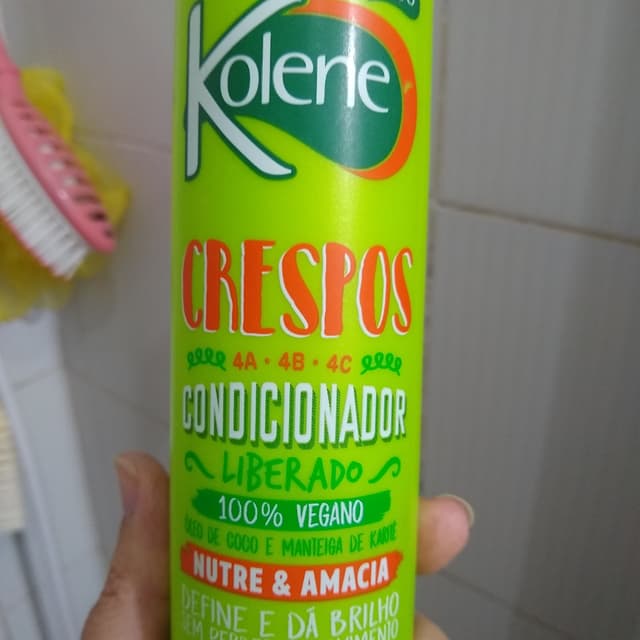 Kolene
CRESPOS
4A • 4B • 4C
CONDICIONADOR
LIBERADO
100% VEGANO
ÓLEO DE COCO E MANTEIGA DE KARITÉ
NUTRE & AMACIA
DEFINE E DÁ BRILHO
SEM